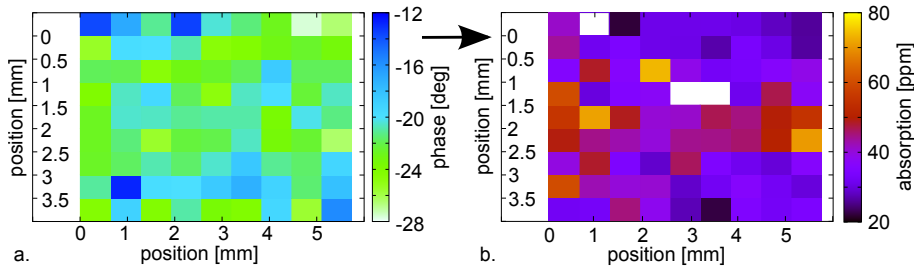 0
0.5
1
1.5
2
2.5
3
3.5
position [mm]
0 1 2 3 4 5
position [mm]
a.
-12
-16
-20
-24
-28
phase [deg]
0
0.5
1
1.5
2
2.5
3
3.5
position [mm]
0 1 2 3 4 5
position [mm]
b.
80
60
40
20
absorption [ppm]